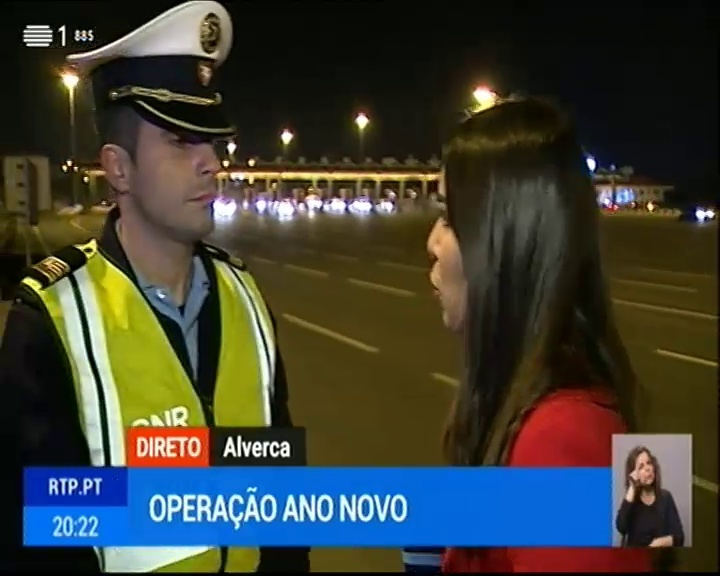 1 885
GNR
DIRETO Alverca
RTP.PT
OPERAÇÃO ANO NOVO
20:22